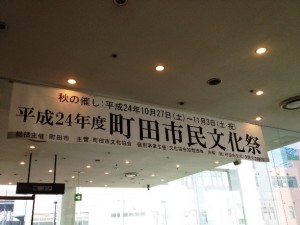 秋の催し：平成24年10月27日（土）〜11月3日（土・祝）
平成24年度 町田市民文化祭
町田市 主管 町田市文化協会